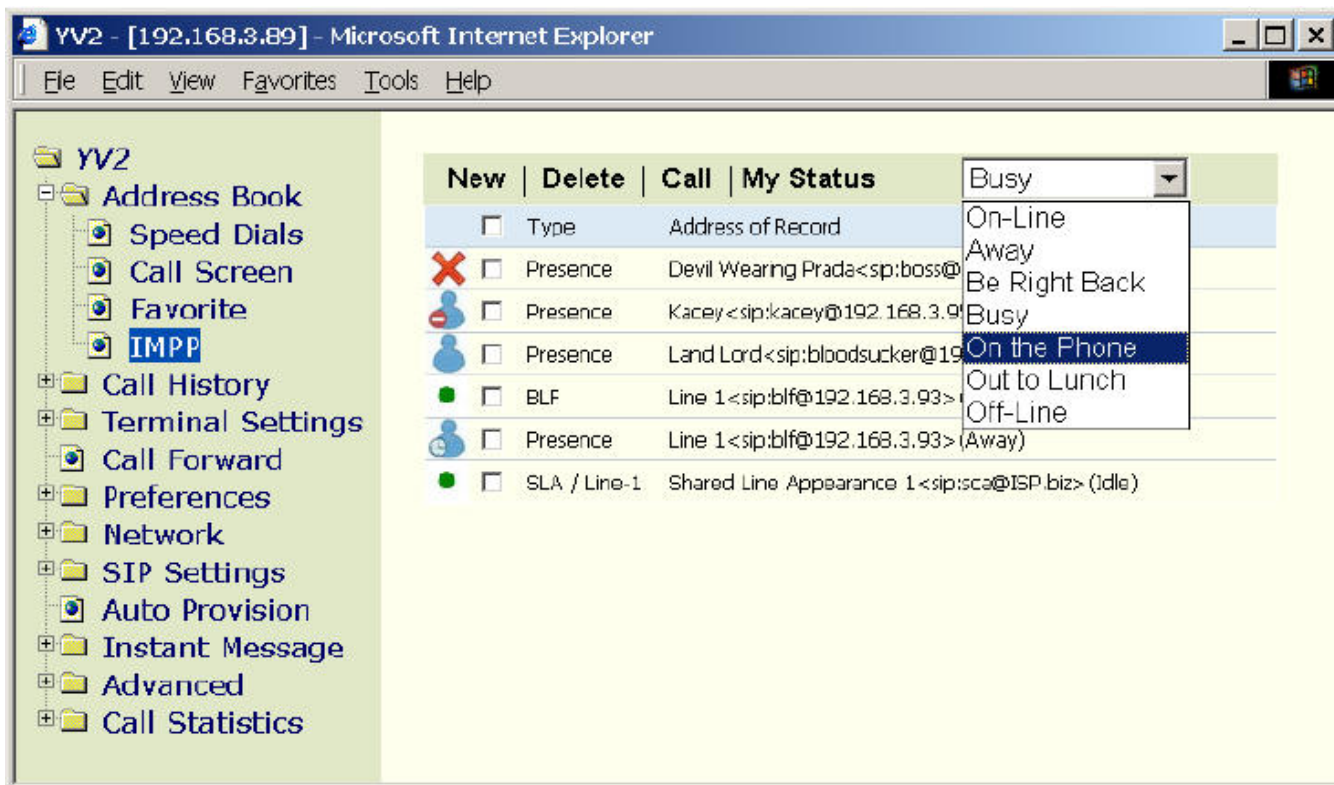 YV2 - [192.168.3.89] - Microsoft Internet Explorer
File Edit View Favorites Tools Help
YV2
Address Book
Speed Dials
Call Screen
Favorite
IMPP
Call History
Terminal Settings
Call Forward
Preferences
Network
SIP Settings
Auto Provision
Instant Message
Advanced
Call Statistics
New | Delete | Call | My Status Busy
On-Line
Away
Be Right Back
Busy
On the Phone
Out to Lunch
Off-Line
Type Address of Record
Presence Devil Wearing Prada<sip:boss@
Presence Kacey<sip:kacey@192.168.3.9
Presence Land Lord<sip:bloodsucker@19
BLF Line 1<sip:blf@192.168.3.93>(
Presence Line 1<sip:blf@192.168.3.93>(Away)
SLA / Line-1 Shared Line Appearance 1<sip:sca@ISP.biz>(Idle)